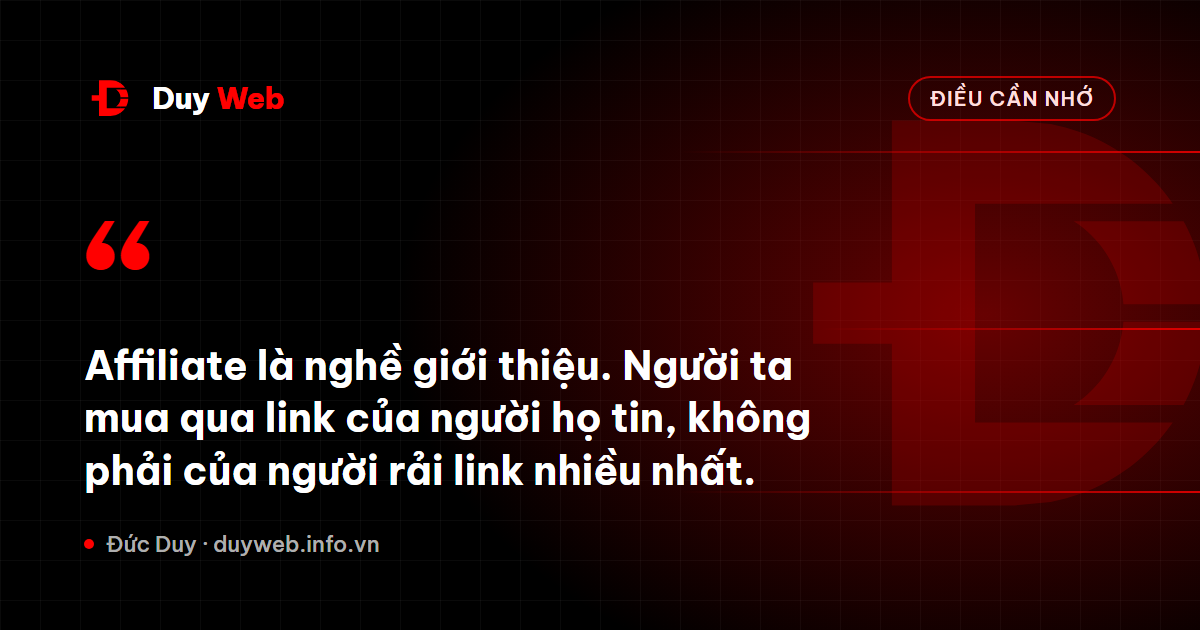 Duy Web
ĐIỀU CẦN NHỚ
“
Affiliate là nghề giới thiệu. Người ta
mua qua link của người họ tin, không
phải của người rải link nhiều nhất.
Đức Duy · duyweb.info.vn